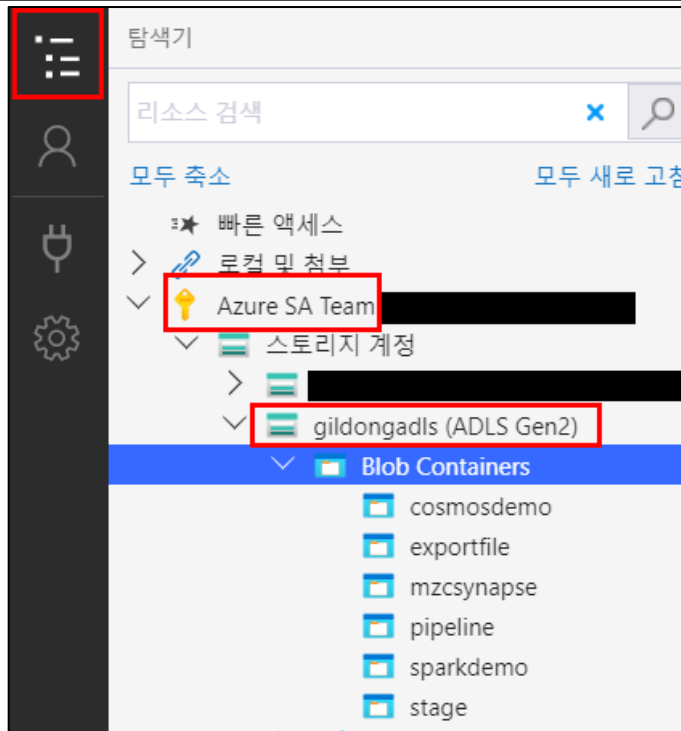 탐색기
리소스 검색
모두 축소 모두 새로 고침
빠른 액세스
로컬 및 첨부
Azure SA Team
스토리지 계정
gildongadls (ADLS Gen2)
Blob Containers
cosmosdemo
exportfile
mzcsynapse
pipeline
sparkdemo
stage